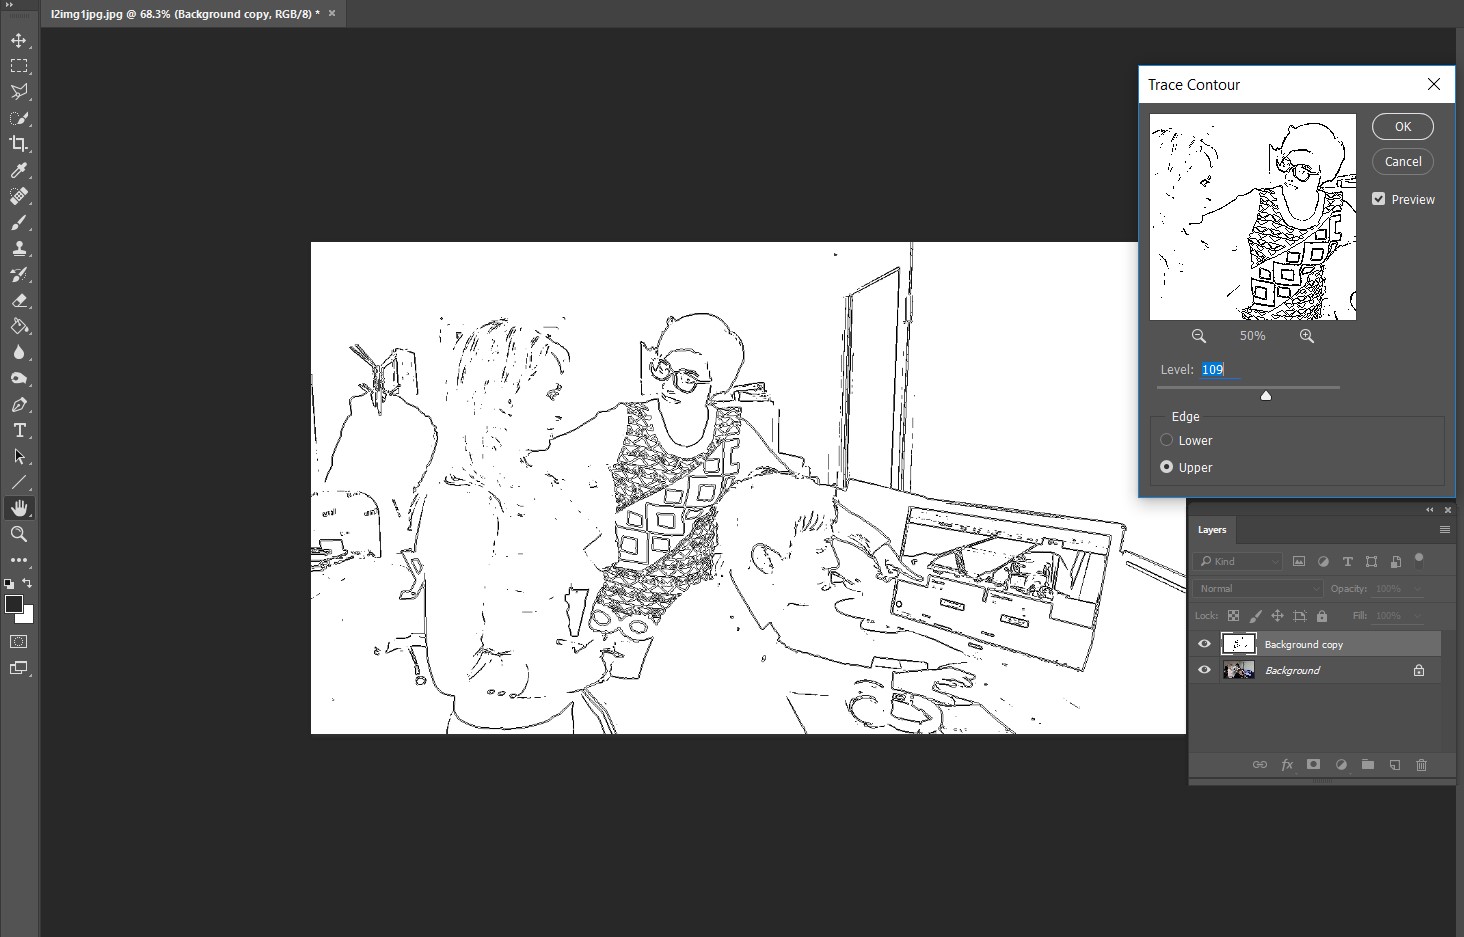 l2img1jpg.jpg @ 68.3% (Background copy, RGB/8) *
Trace Contour
OK
Cancel
Preview
50%
Level: 109
Edge
Lower
Upper
Layers
Kind
Normal Opacity: 100%
Lock: Fill: 100%
Background copy
Background